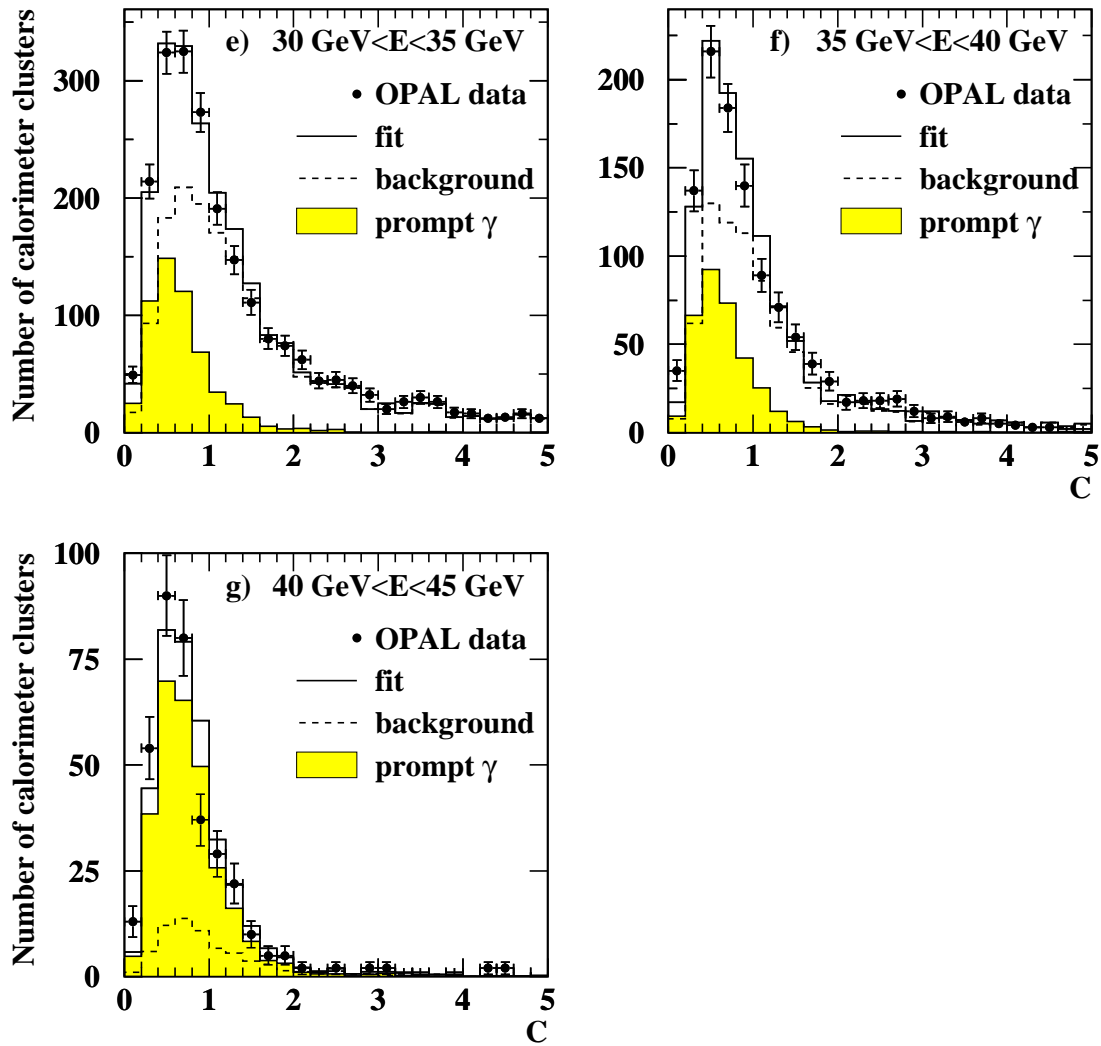 Number of calorimeter clusters
e) 30 GeV<E<35 GeV
OPAL data
fit
background
prompt γ
300
200
100
0
0 1 2 3 4 5
C
f) 35 GeV<E<40 GeV
OPAL data
fit
background
prompt γ
200
150
100
50
0
0 1 2 3 4 5
C
Number of calorimeter clusters
g) 40 GeV<E<45 GeV
OPAL data
fit
background
prompt γ
100
75
50
25
0
0 1 2 3 4 5
C